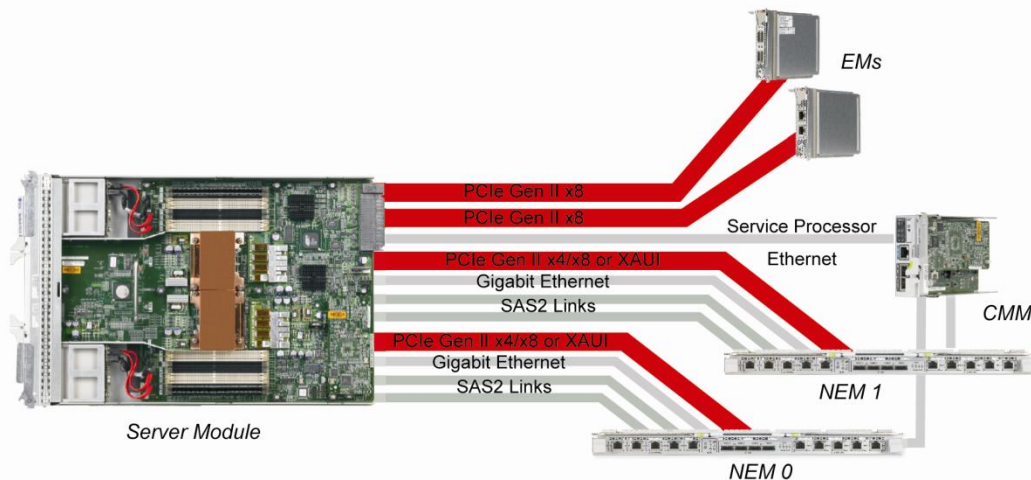 EMs
PCIe Gen II x8
PCIe Gen II x8
Service Processor
Ethernet
PCIe Gen II x4/x8 or XAUI
Gigabit Ethernet
SAS2 Links
CMM
PCIe Gen II x4/x8 or XAUI
Gigabit Ethernet
SAS2 Links
NEM 1
Server Module
NEM 0